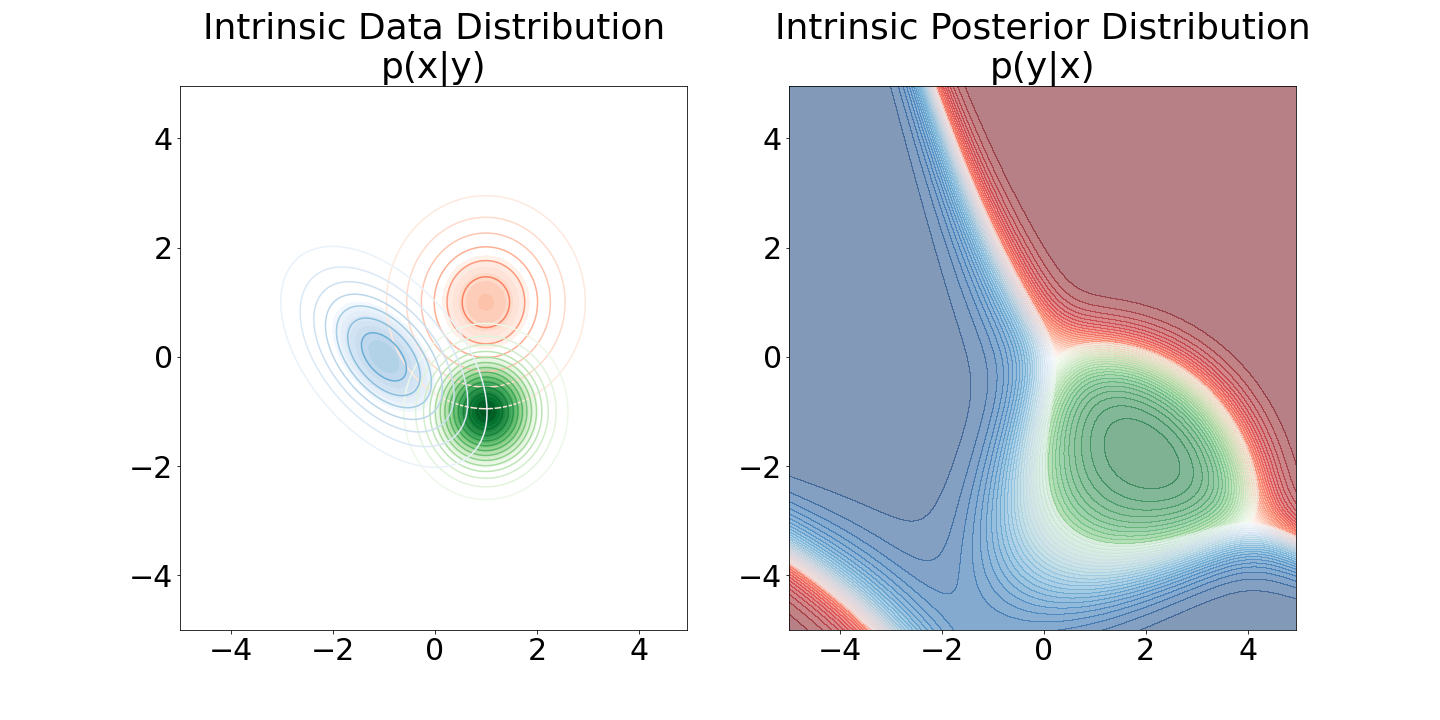 Intrinsic Data Distribution
p(x|y)
4
2
0
−2
−4
−4 −2 0 2 4
Intrinsic Posterior Distribution
p(y|x)
4
2
0
−2
−4
−4 −2 0 2 4